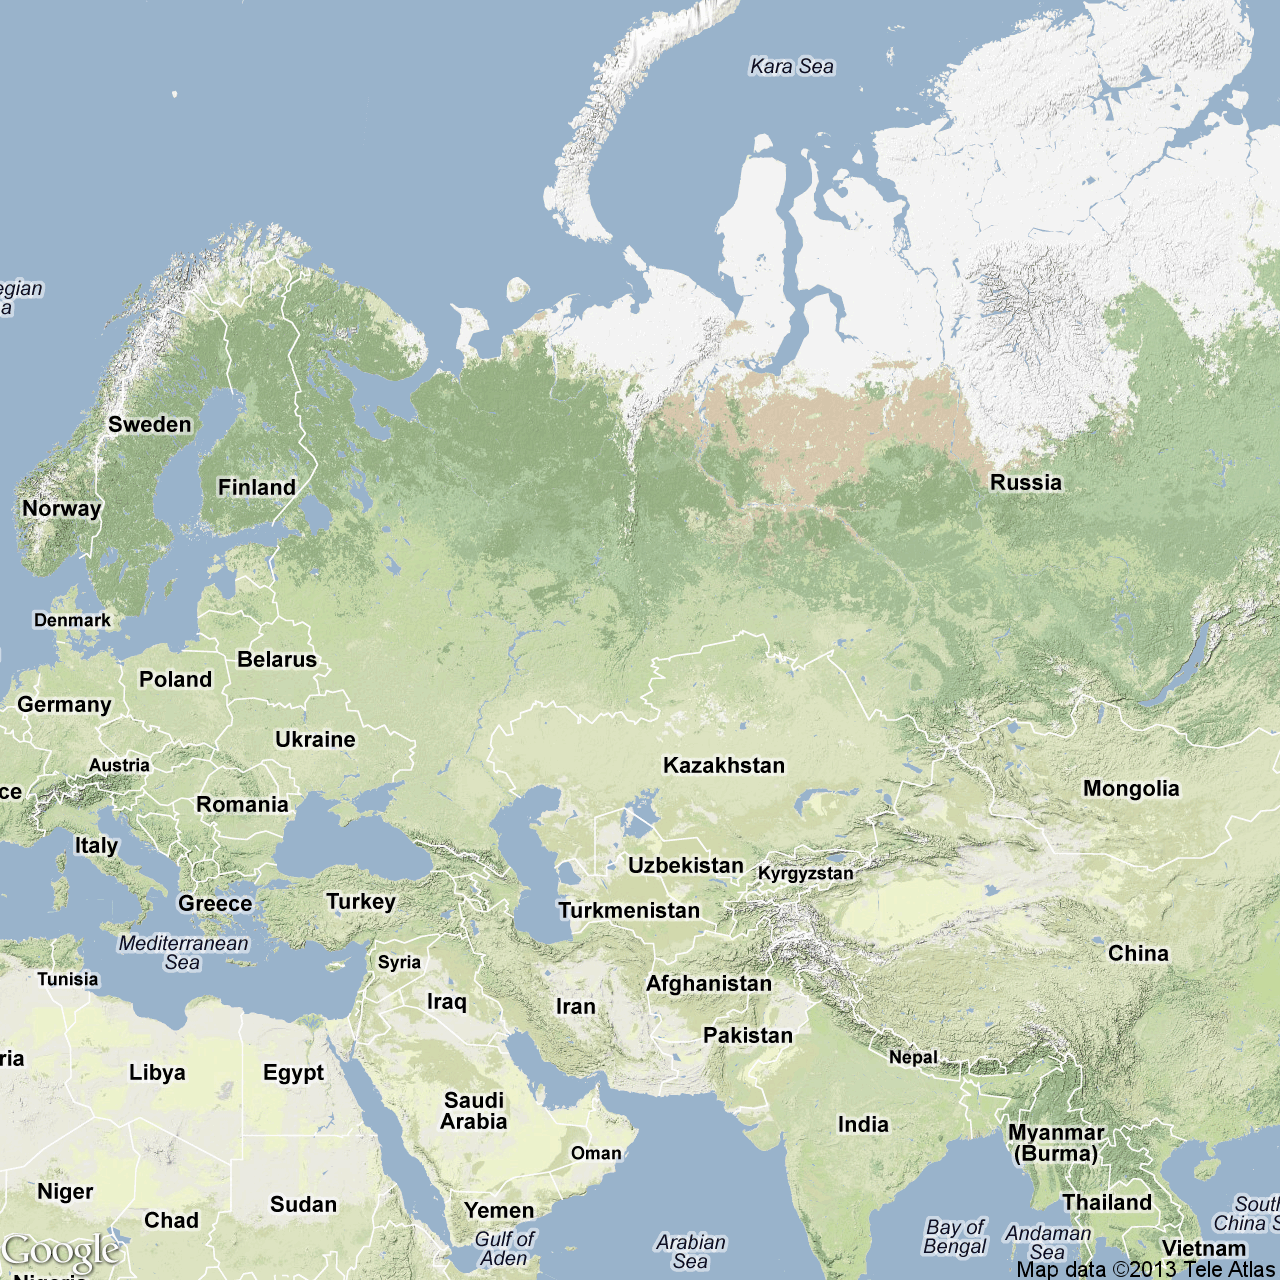 Kara Sea
egian
a
Sweden
Finland
Russia
Norway
Denmark
Belarus
Poland
Germany
Ukraine
Austria
Kazakhstan
Mongolia
ce
Romania
Italy
Uzbekistan
Kyrgyzstan
Greece
Turkey
Turkmenistan
Mediterranean
Sea
China
Syria
Tunisia
Afghanistan
Iraq
Iran
Pakistan
ria
Libya
Egypt
Nepal
Saudi
Arabia
India
Myanmar
(Burma)
Oman
Niger
Sudan
Thailand
Chad
Yemen
South
China S
Gulf of
Aden
Arabian
Sea
Bay of
Bengal
Andaman
Sea
Vietnam
Google
Map data ©2013 Tele Atlas